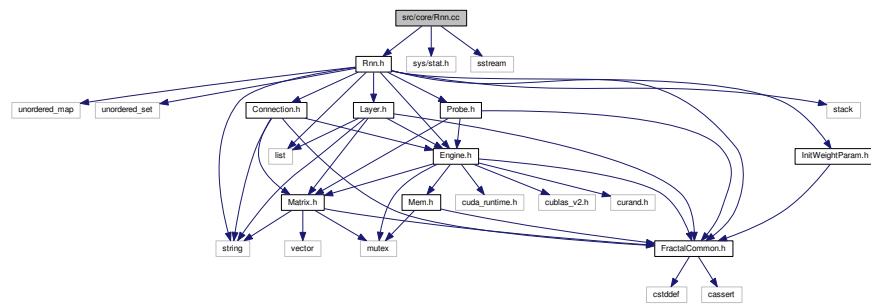 src/core/Rnn.cc
Rnn.h
sys/stat.h
sstream
unordered_map
unordered_set
Connection.h
Layer.h
Probe.h
stack
list
Engine.h
InitWeightParam.h
Matrix.h
Mem.h
cuda_runtime.h
cublas_v2.h
curand.h
string
vector
mutex
FractalCommon.h
cstddef
cassert